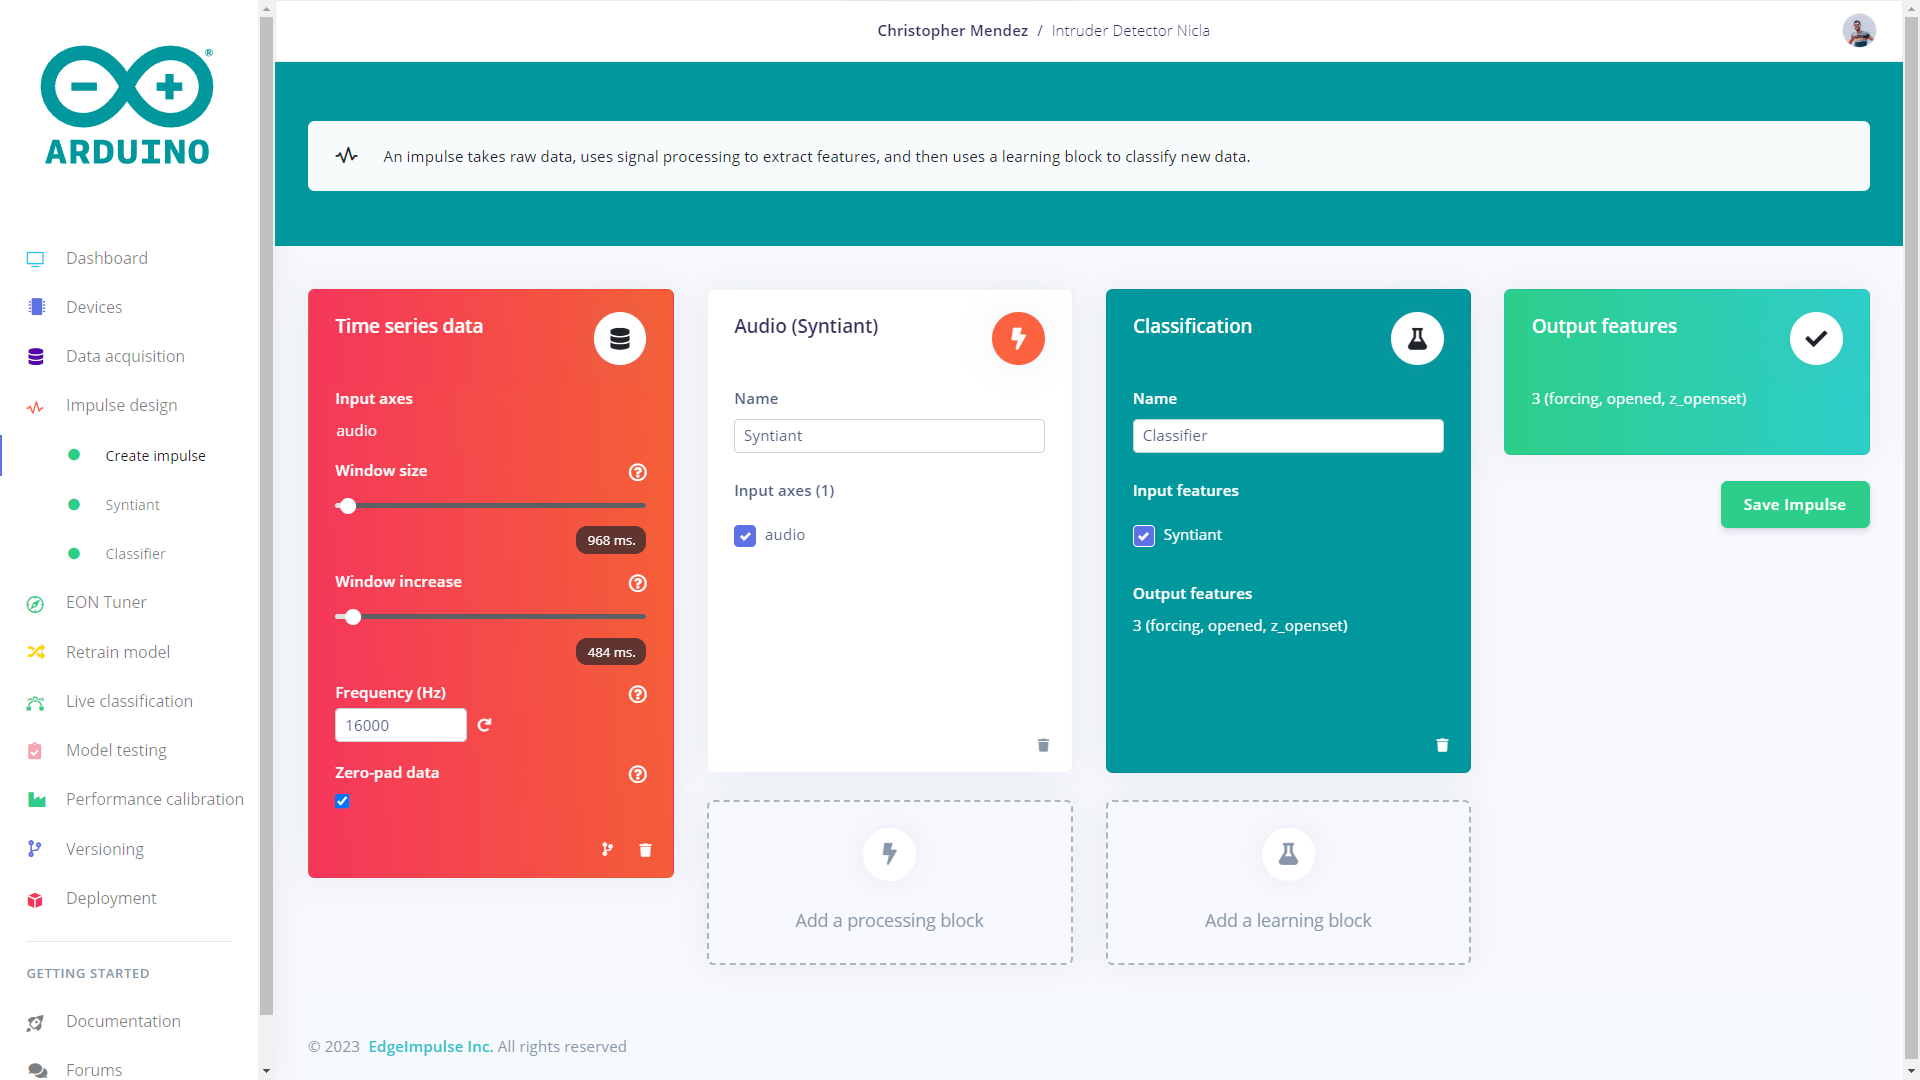 ARDUINO
®
Dashboard
Devices
Data acquisition
Impulse design
Create impulse
Syntiant
Classifier
EON Tuner
Retrain model
Live classification
Model testing
Performance calibration
Versioning
Deployment
GETTING STARTED
Documentation
Forums
Christopher Mendez / Intruder Detector Nicla
An impulse takes raw data, uses signal processing to extract features, and then uses a learning block to classify new data.
Time series data
Input axes
audio
Window size
968 ms.
Window increase
484 ms.
Frequency (Hz)
16000
Zero-pad data
Audio (Syntiant)
Name
Syntiant
Input axes (1)
audio
Add a processing block
Classification
Name
Classifier
Input features
Syntiant
Output features
3 (forcing, opened, z_openset)
Add a learning block
Output features
3 (forcing, opened, z_openset)
Save Impulse
© 2023 EdgeImpulse Inc. All rights reserved